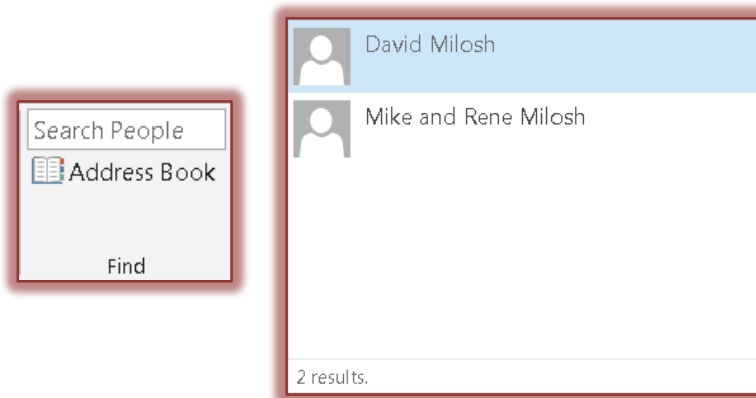 Search People
Address Book
Find
David Milosh
Mike and Rene Milosh
2 results.